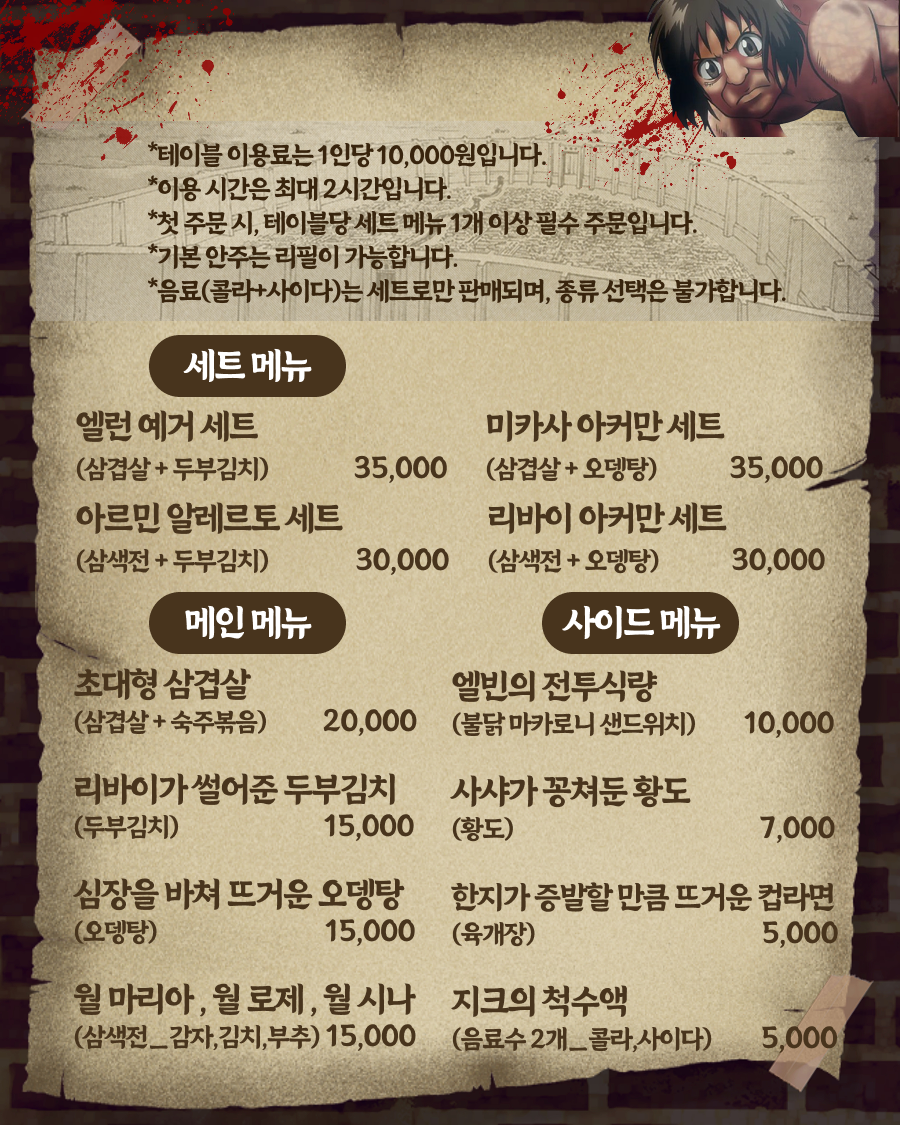 *테이블 이용료는 1인당 10,000원입니다.
*이용 시간은 최대 2시간입니다.
*첫 주문 시, 테이블당 세트 메뉴 1개 이상 필수 주문입니다.
*기본 안주는 리필이 가능합니다.
*음료(콜라+사이다)는 세트로만 판매되며, 종류 선택은 불가합니다.
세트 메뉴
엘런 예거 세트
(삼겹살 + 두부김치) 35,000
미카사 아커만 세트
(삼겹살 + 오뎅탕) 35,000
아르민 알레르토 세트
(삼색전 + 두부김치) 30,000
리바이 아커만 세트
(삼색전 + 오뎅탕) 30,000
메인 메뉴
초대형 삼겹살
(삼겹살 + 숙주볶음) 20,000
리바이가 썰어준 두부김치
(두부김치) 15,000
심장을 바쳐 뜨거운 오뎅탕
(오뎅탕) 15,000
월 마리아 , 월 로제 , 월 시나
(삼색전_감자,김치,부추) 15,000
사이드 메뉴
엘빈의 전투식량
(불닭 마카로니 샌드위치) 10,000
사샤가 꽁쳐둔 황도
(황도) 7,000
한지가 증발할 만큼 뜨거운 컵라면
(육개장) 5,000
지크의 척수액
(음료수 2개_콜라,사이다) 5,000